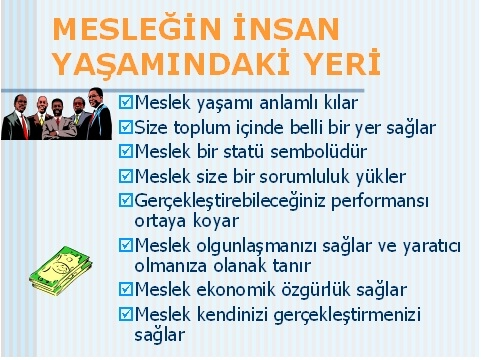 MESLEĞİN İNSAN
YAŞAMINDAKİ YERİ
Meslek yaşamı anlamlı kılar
Size toplum içinde belli bir yer sağlar
Meslek bir statü sembolüdür
Meslek size bir sorumluluk yükler
Gerçekleştirebileceğiniz performansı
ortaya koyar
Meslek olgunlaşmanızı sağlar ve yaratıcı
olmanıza olanak tanır
Meslek ekonomik özgürlük sağlar
Meslek kendinizi gerçekleştirmenizi
sağlar